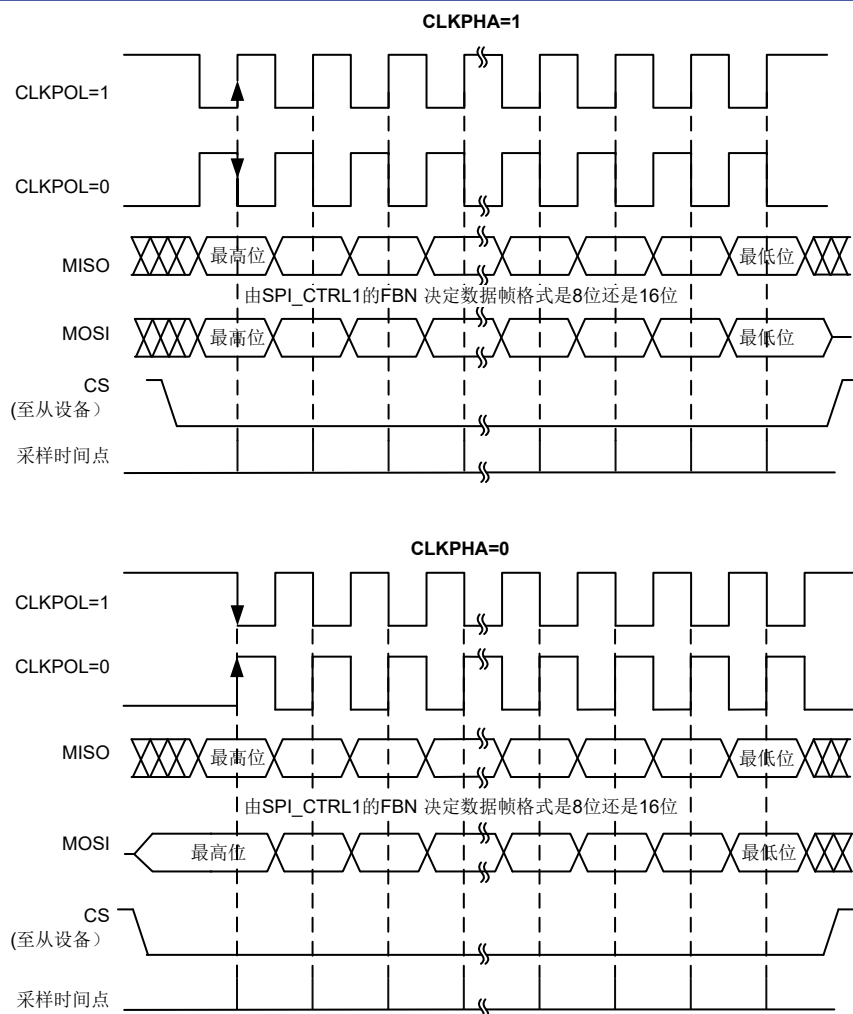 CLKPHA=1
CLKPOL=1
CLKPOL=0
MISO
最高位
最低位
由SPI_CTRL1的FBN 决定数据帧格式是8位还是16位
MOSI
最高位
最低位
CS
(至从设备）
采样时间点
CLKPHA=0
CLKPOL=1
CLKPOL=0
MISO
最高位
最低位
由SPI_CTRL1的FBN 决定数据帧格式是8位还是16位
MOSI
最高位
最低位
CS
(至从设备）
采样时间点